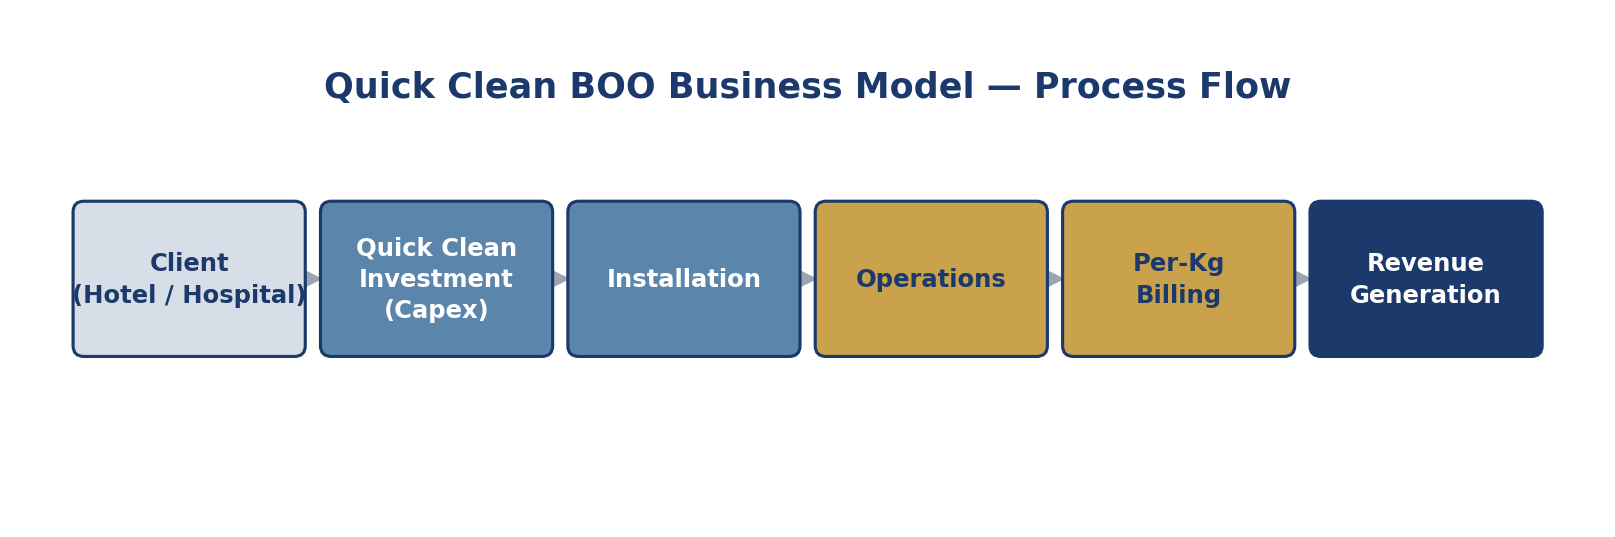 Quick Clean BOO Business Model — Process Flow
Client
(Hotel / Hospital)
Quick Clean
Investment
(Capex)
Installation
Operations
Per-Kg
Billing
Revenue
Generation